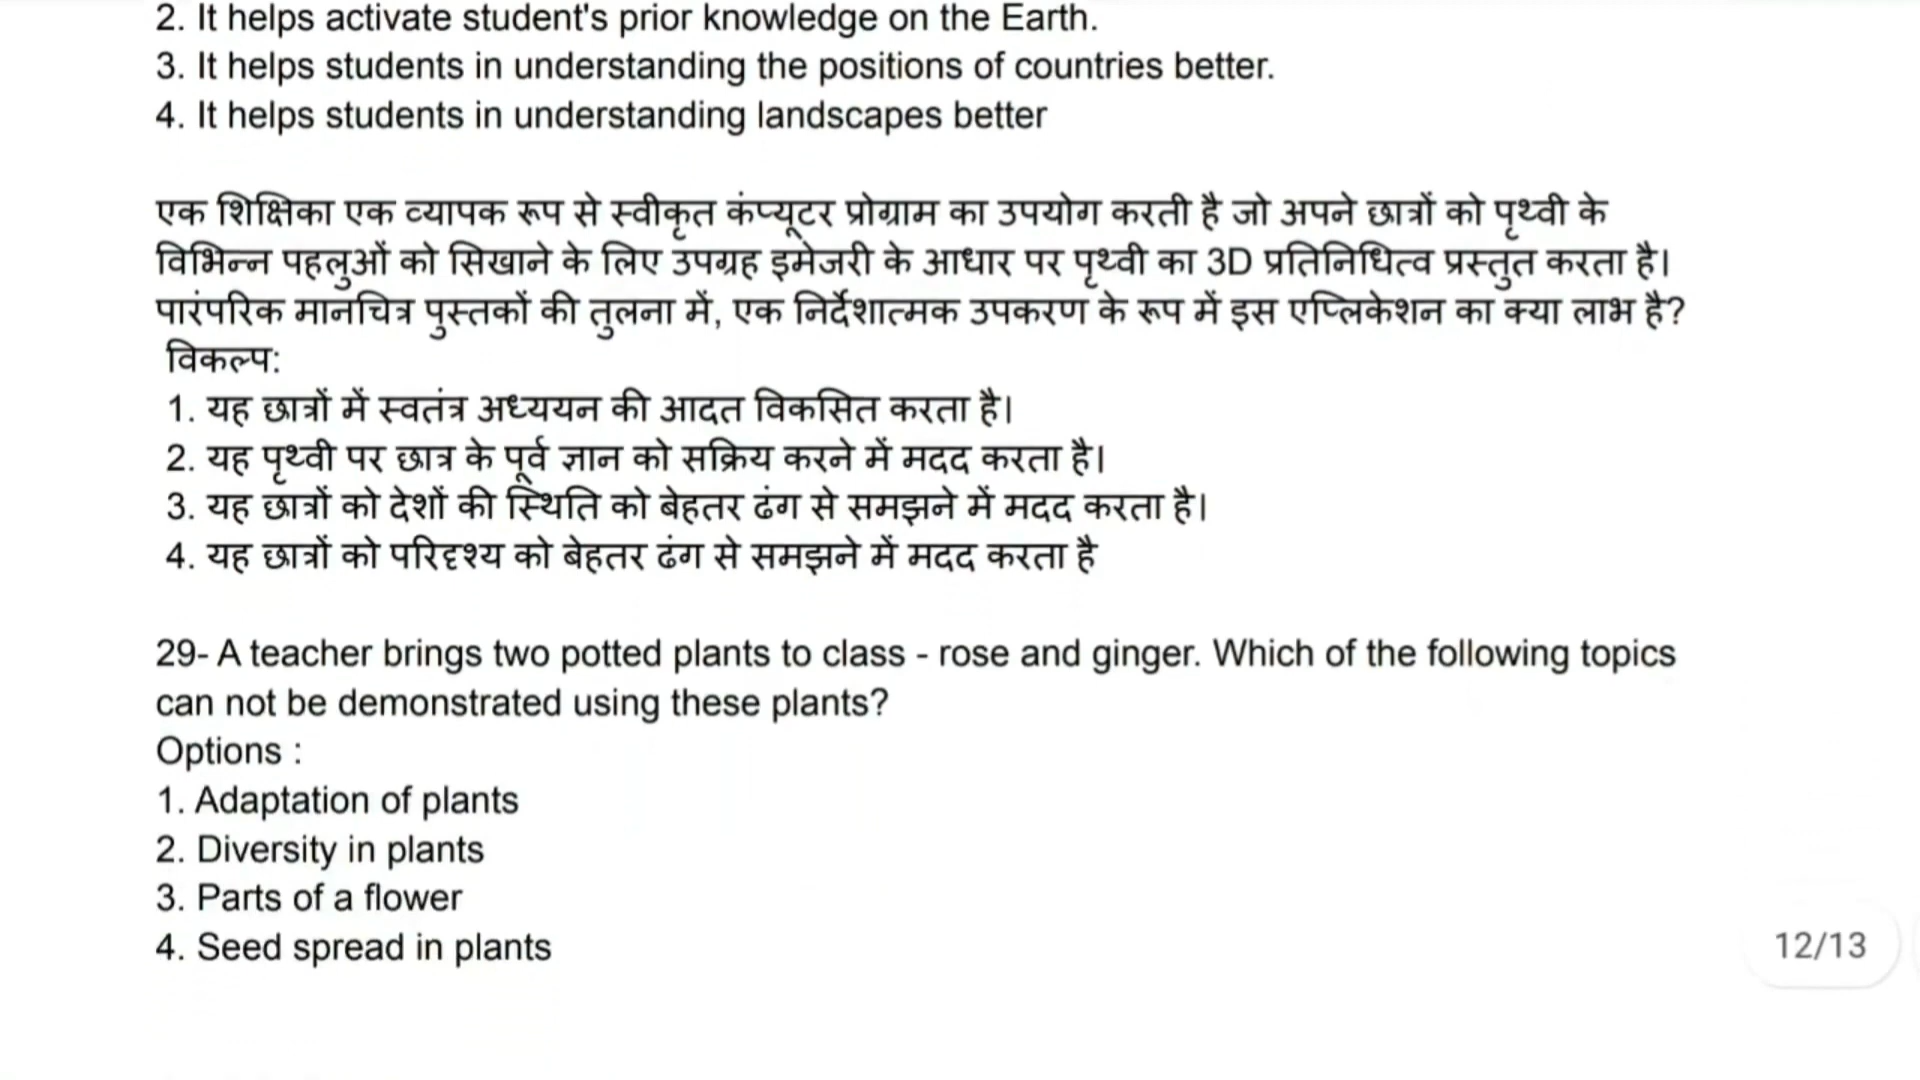 2. It helps activate student's prior knowledge on the Earth.
3. It helps students in understanding the positions of countries better.
4. It helps students in understanding landscapes better
एक शिक्षिका एक व्यापक रूप से स्वीकृत कंप्यूटर प्रोग्राम का उपयोग करती है जो अपने छात्रों को पृथ्वी के
विभिन्न पहलुओं को सिखाने के लिए उपग्रह इमेजरी के आधार पर पृथ्वी का 3D प्रतिनिधित्व प्रस्तुत करता है।
पारंपरिक मानचित्र पुस्तकों की तुलना में, एक निर्देशात्मक उपकरण के रूप में इस एप्लिकेशन का क्या लाभ है?
विकल्प:
1. यह छात्रों में स्वतंत्र अध्ययन की आदत विकसित करता है।
2. यह पृथ्वी पर छात्र के पूर्व ज्ञान को सक्रिय करने में मदद करता है।
3. यह छात्रों को देशों की स्थिति को बेहतर ढंग से समझने में मदद करता है।
4. यह छात्रों को परिदृश्य को बेहतर ढंग से समझने में मदद करता है
29- A teacher brings two potted plants to class - rose and ginger. Which of the following topics
can not be demonstrated using these plants?
Options :
1. Adaptation of plants
2. Diversity in plants
3. Parts of a flower
4. Seed spread in plants
12/13